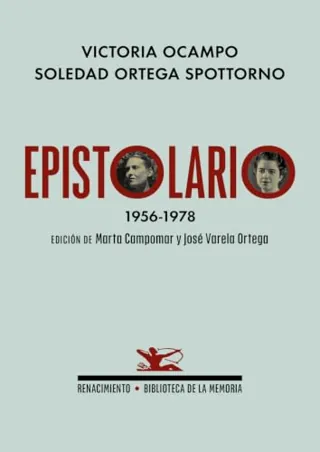 VICTORIA OCAMPO
SOLEDAD ORTEGA SPOTTORNO
EPISTOLARIO
1956-1978
EDICIÓN DE Marta Campomar y José Varela Ortega
RENACIMIENTO • BIBLIOTECA DE LA MEMORIA